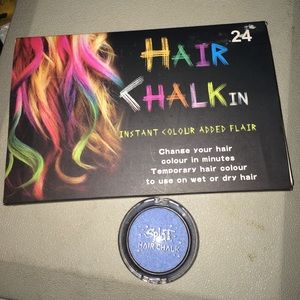 24
HAIR
CHALKIN
INSTANT COLOUR ADDED FLAIR
Change your hair
colour in minutes
Temporary hair colour
to use on wet or dry hair
splat
HAIR CHALK